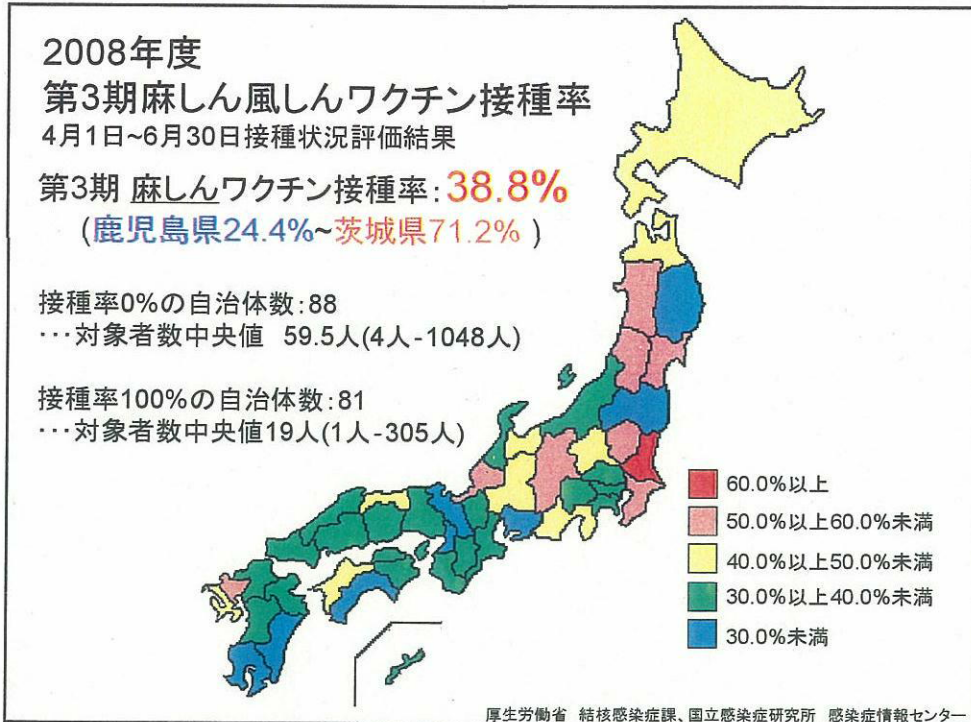 2008年度
第3期麻しん風しんワクチン接種率
4月1日~6月30日接種状況評価結果
第3期 麻しんワクチン接種率:38.8%
(鹿児島県24.4%~茨城県71.2% )
接種率0%の自治体数:88
･･･対象者数中央値 59.5人(4人-1048人)
接種率100%の自治体数:81
･･･対象者数中央値19人(1人-305人)
60.0%以上
50.0%以上60.0%未満
40.0%以上50.0%未満
30.0%以上40.0%未満
30.0%未満
厚生労働省 結核感染症課、国立感染症研究所 感染症情報センター